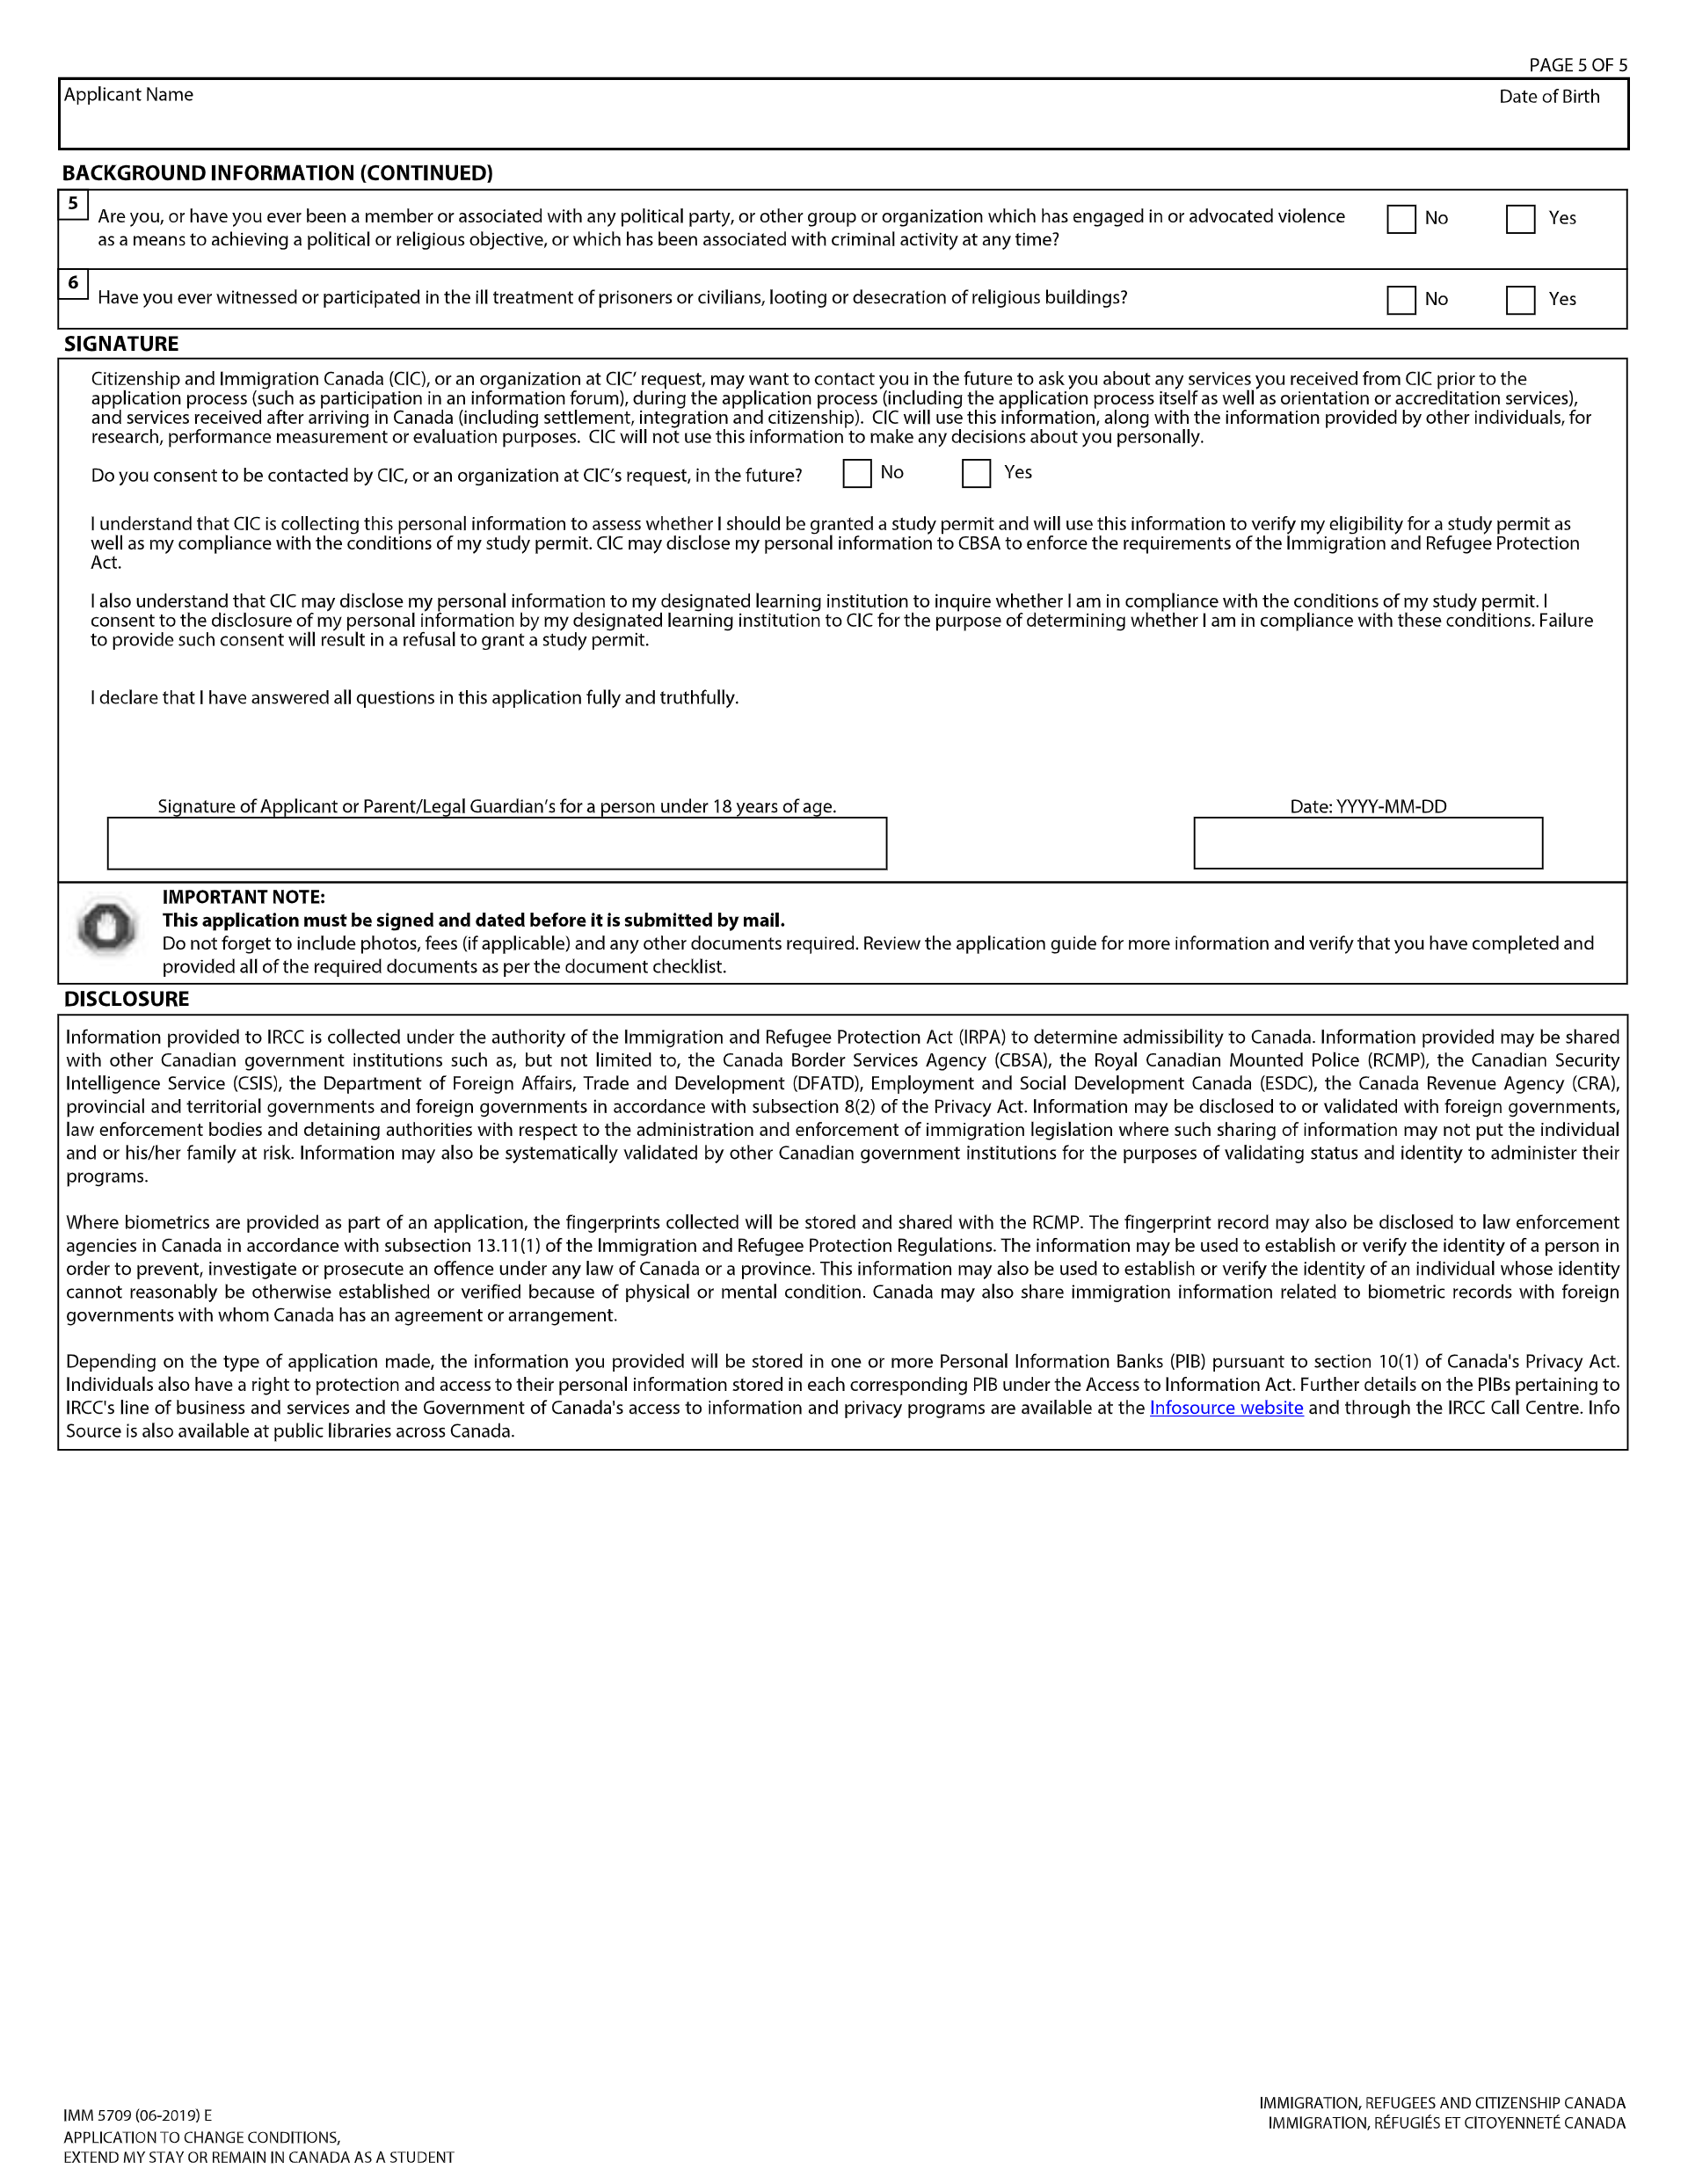 PAGE 5 OF 5
Applicant Name
Date of Birth
BACKGROUND INFORMATION (CONTINUED)
5
Are you, or have you ever been a member or associated with any political party, or other group or organization which has engaged in or advocated violence
as a means to achieving a political or religious objective, or which has been associated with criminal activity at any time?
No
Yes
6
Have you ever witnessed or participated in the ill treatment of prisoners or civilians, looting or desecration of religious buildings?
No
Yes
SIGNATURE
Citizenship and Immigration Canada (CIC), or an organization at CIC’ request, may want to contact you in the future to ask you about any services you received from CIC prior to the
application process (such as participation in an information forum), during the application process (including the application process itself as well as orientation or accreditation services),
and services received after arriving in Canada (including settlement, integration and citizenship). CIC will use this information, along with the information provided by other individuals, for
research, performance measurement or evaluation purposes. CIC will not use this information to make any decisions about you personally.
Do you consent to be contacted by CIC, or an organization at CIC’s request, in the future?
No
Yes
I understand that CIC is collecting this personal information to assess whether I should be granted a study permit and will use this information to verify my eligibility for a study permit as
well as my compliance with the conditions of my study permit. CIC may disclose my personal information to CBSA to enforce the requirements of the Immigration and Refugee Protection
Act.
I also understand that CIC may disclose my personal information to my designated learning institution to inquire whether I am in compliance with the conditions of my study permit. I
consent to the disclosure of my personal information by my designated learning institution to CIC for the purpose of determining whether I am in compliance with these conditions. Failure
to provide such consent will result in a refusal to grant a study permit.
I declare that I have answered all questions in this application fully and truthfully.
Signature of Applicant or Parent/Legal Guardian’s for a person under 18 years of age.
Date: YYYY-MM-DD
IMPORTANT NOTE:
This application must be signed and dated before it is submitted by mail.
Do not forget to include photos, fees (if applicable) and any other documents required. Review the application guide for more information and verify that you have completed and
provided all of the required documents as per the document checklist.
DISCLOSURE
Information provided to IRCC is collected under the authority of the Immigration and Refugee Protection Act (IRPA) to determine admissibility to Canada. Information provided may be shared
with other Canadian government institutions such as, but not limited to, the Canada Border Services Agency (CBSA), the Royal Canadian Mounted Police (RCMP), the Canadian Security
Intelligence Service (CSIS), the Department of Foreign Affairs, Trade and Development (DFATD), Employment and Social Development Canada (ESDC), the Canada Revenue Agency (CRA),
provincial and territorial governments and foreign governments in accordance with subsection 8(2) of the Privacy Act. Information may be disclosed to or validated with foreign governments,
law enforcement bodies and detaining authorities with respect to the administration and enforcement of immigration legislation where such sharing of information may not put the individual
and or his/her family at risk. Information may also be systematically validated by other Canadian government institutions for the purposes of validating status and identity to administer their
programs.
Where biometrics are provided as part of an application, the fingerprints collected will be stored and shared with the RCMP. The fingerprint record may also be disclosed to law enforcement
agencies in Canada in accordance with subsection 13.11(1) of the Immigration and Refugee Protection Regulations. The information may be used to establish or verify the identity of a person in
order to prevent, investigate or prosecute an offence under any law of Canada or a province. This information may also be used to establish or verify the identity of an individual whose identity
cannot reasonably be otherwise established or verified because of physical or mental condition. Canada may also share immigration information related to biometric records with foreign
governments with whom Canada has an agreement or arrangement.
Depending on the type of application made, the information you provided will be stored in one or more Personal Information Banks (PIB) pursuant to section 10(1) of Canada's Privacy Act.
Individuals also have a right to protection and access to their personal information stored in each corresponding PIB under the Access to Information Act. Further details on the PIBs pertaining to
IRCC's line of business and services and the Government of Canada's access to information and privacy programs are available at the Infosource website and through the IRCC Call Centre. Info
Source is also available at public libraries across Canada.
IMM 5709 (06-2019) E
APPLICATION TO CHANGE CONDITIONS,
EXTEND MY STAY OR REMAIN IN CANADA AS A STUDENT
IMMIGRATION, REFUGEES AND CITIZENSHIP CANADA
IMMIGRATION, RÉFUGIÉS ET CITOYENNETÉ CANADA